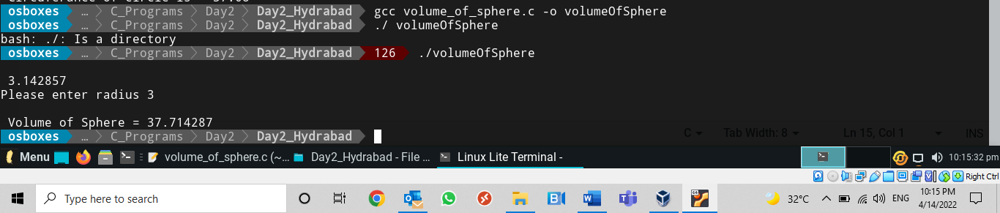 osboxes … C_Programs Day2 Day2_Hydrabad gcc volume_of_sphere.c -o volumeOfSphere
osboxes … C_Programs Day2 Day2_Hydrabad ./ volumeOfSphere
bash: ./: Is a directory
osboxes … C_Programs Day2 Day2_Hydrabad 126 ./volumeOfSphere
3.142857
Please enter radius 3
Volume of Sphere = 37.714287
osboxes … C_Programs Day2 Day2_Hydrabad
C Tab Width: 8 Ln 15, Col 1 INS
Menu volume_of_sphere.c (~… Day2_Hydrabad - File … Linux Lite Terminal - 10:15:32 pm
Right Ctrl
Type here to search 32°C ENG 10:15 PM
4/14/2022